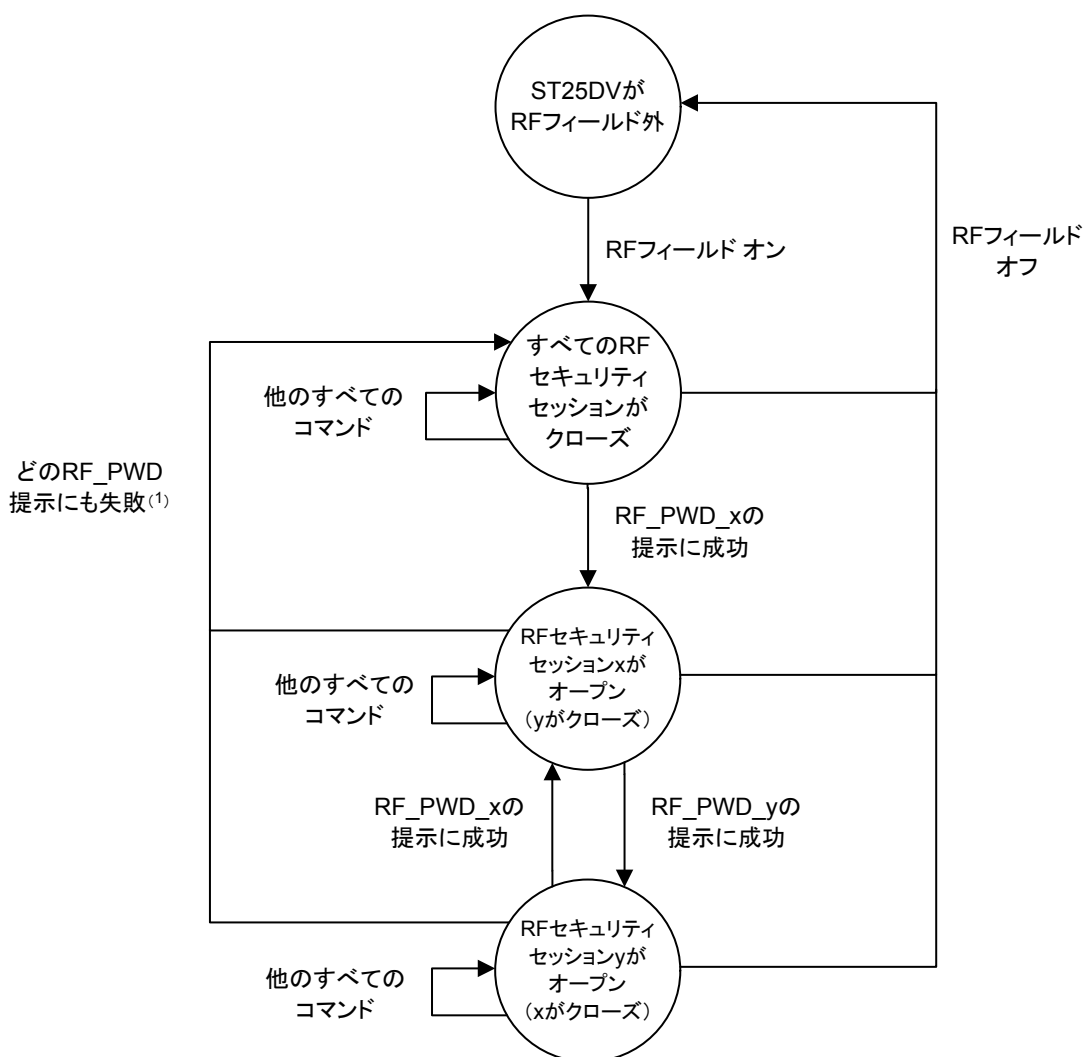 ST25DVが
RFフィールド外
RFフィールド オン
RFフィールド
オフ
すべてのRF
セキュリティ
セッションが
クローズ
他のすべての
コマンド
どのRF_PWD
提示にも失敗(1)
RF_PWD_xの
提示に成功
RFセキュリティ
セッションxが
オープン
(yがクローズ)
他のすべての
コマンド
RF_PWD_xの
提示に成功
RF_PWD_yの
提示に成功
RFセキュリティ
セッションyが
オープン
(xがクローズ)
他のすべての
コマンド